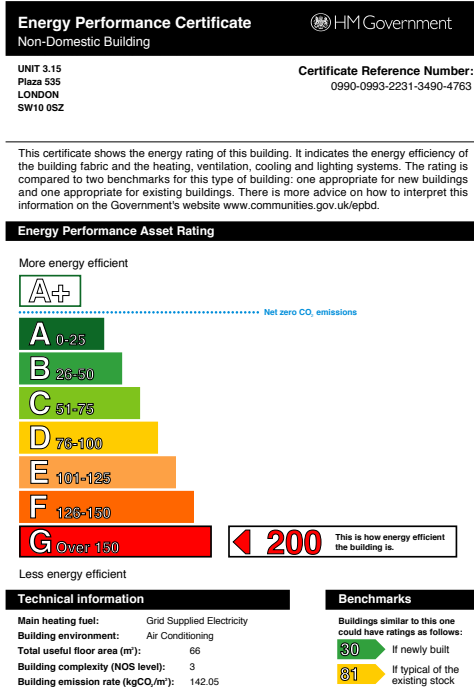 Energy Performance Certificate
HM Government
Non-Domestic Building
UNIT 3.15
Plaza 535
LONDON
SW10 0SZ
Certificate Reference Number:
0990-0993-2231-3490-4763
This certificate shows the energy rating of this building. It indicates the energy efficiency of
the building fabric and the heating, ventilation, cooling and lighting systems. The rating is
compared to two benchmarks for this type of building: one appropriate for new buildings
and one appropriate for existing buildings. There is more advice on how to interpret this
information on the Government's website www.communities.gov.uk/epbd.
Energy Performance Asset Rating
More energy efficient
A+
Net zero CO₂ emissions
A 0-25
B 26-50
C 51-75
D 76-100
E 101-125
F 126-150
G Over 150
200
This is how energy efficient
the building is.
Less energy efficient
Technical information
Main heating fuel: Grid Supplied Electricity
Building environment: Air Conditioning
Total useful floor area (m²): 66
Building complexity (NOS level): 3
Building emission rate (kgCO₂/m²): 142.05
Benchmarks
Buildings similar to this one
could have ratings as follows:
30 If newly built
81 If typical of the
existing stock